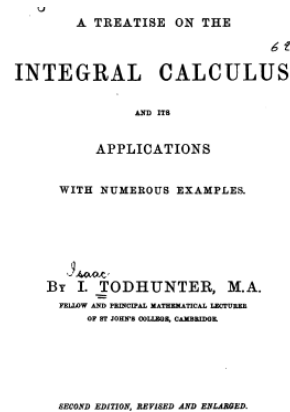 A TREATISE ON THE
62
INTEGRAL CALCULUS
AND ITS
APPLICATIONS
WITH NUMEROUS EXAMPLES.
Isaac
BY I. TODHUNTER, M.A.
FELLOW AND PRINCIPAL MATHEMATICAL LECTURER
OF ST JOHN'S COLLEGE, CAMBRIDGE.
SECOND EDITION, REVISED AND ENLARGED.